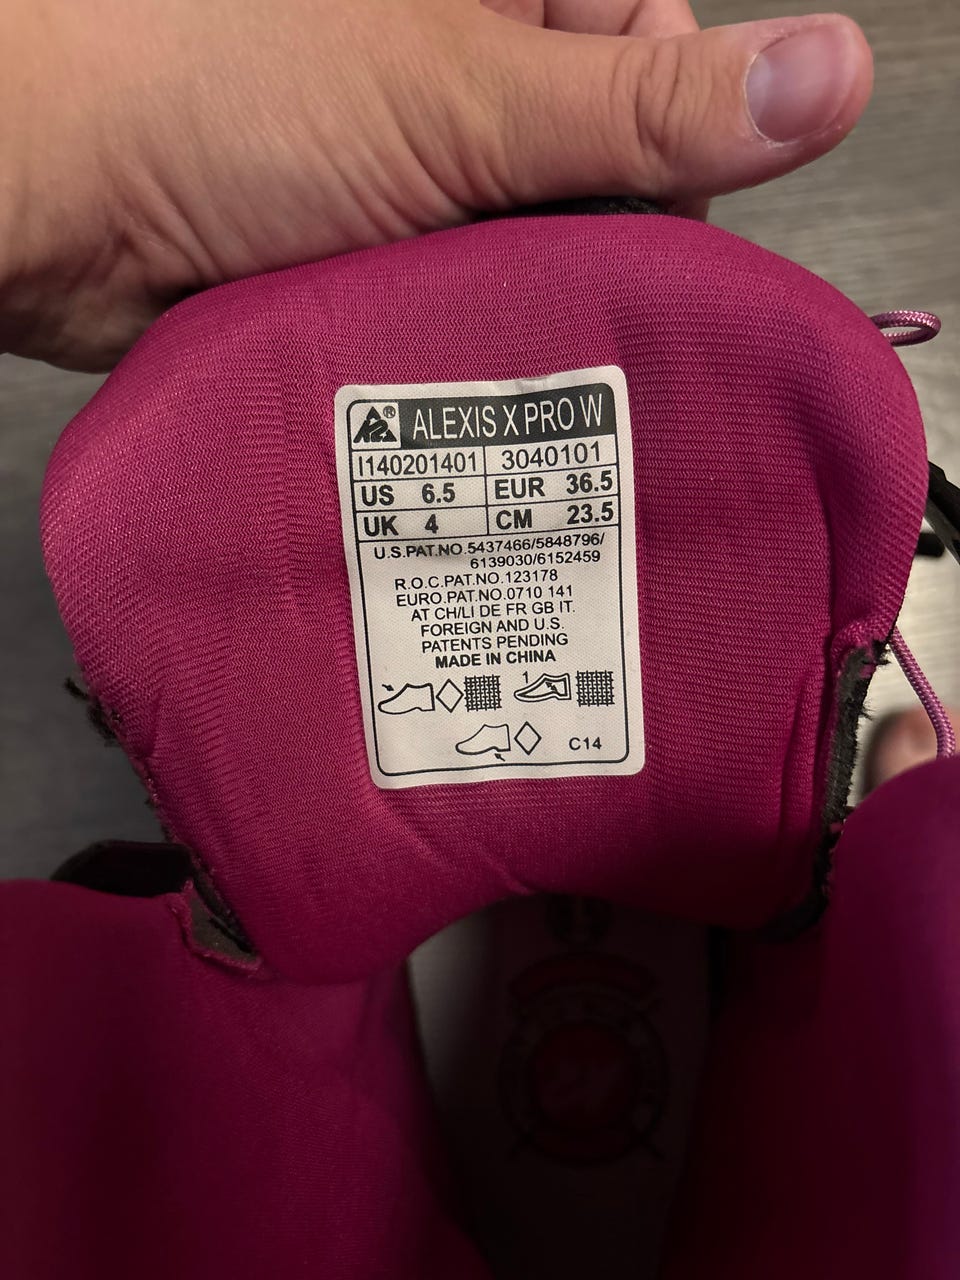 K2® ALEXIS X PRO W
I140201401 3040101
US 6.5 EUR 36.5
UK 4 CM 23.5
U.S.PAT.NO.5437466/5848796/
6139030/6152459
R.O.C.PAT.NO.123178
EURO.PAT.NO.0710 141
AT CH/LI DE FR GB IT.
FOREIGN AND U.S.
PATENTS PENDING
MADE IN CHINA
1
C14